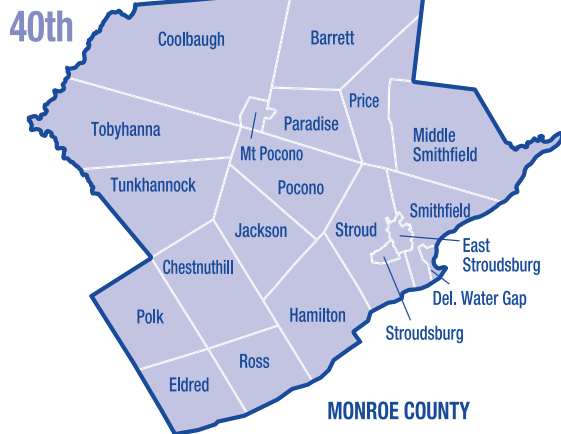 40th
Coolbaugh
Barrett
Price
Tobyhanna
Paradise
Middle
Smithfield
Mt Pocono
Tunkhannock
Pocono
Smithfield
Jackson
Stroud
East
Stroudsburg
Chestnuthill
Del. Water Gap
Polk
Hamilton
Stroudsburg
Ross
Eldred
MONROE COUNTY